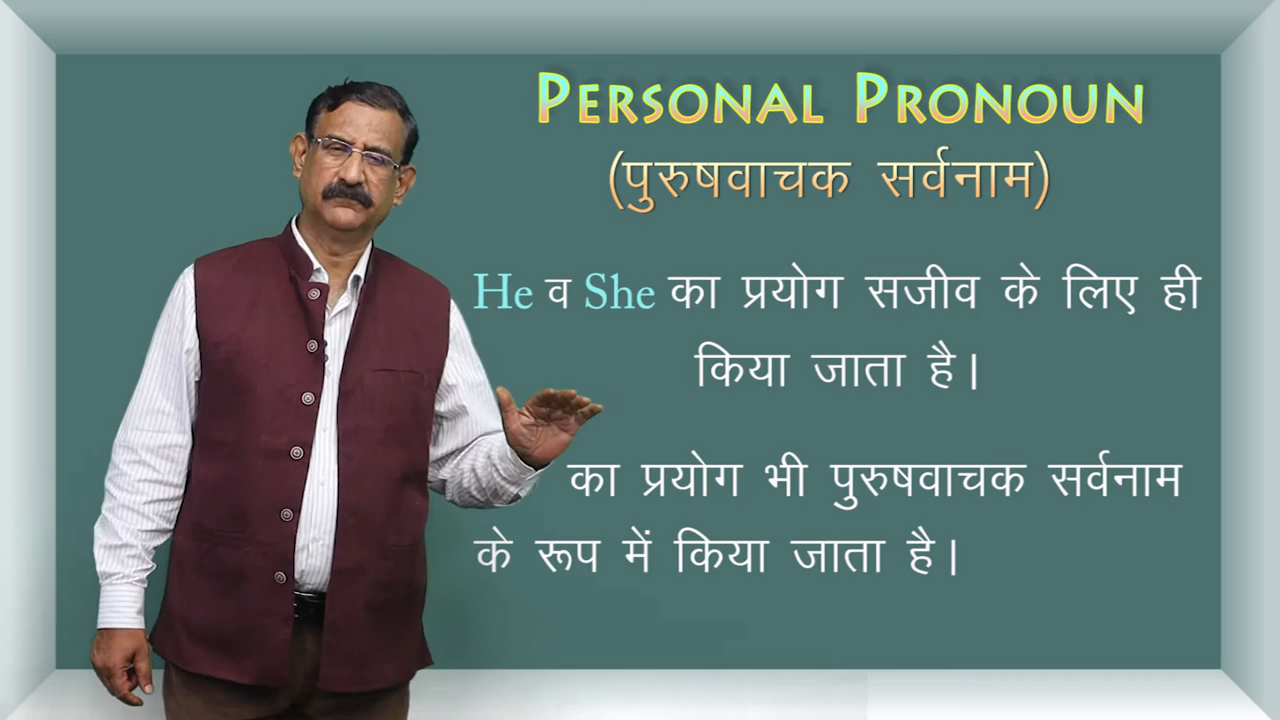 PERSONAL PRONOUN
(पुरुषवाचक सर्वनाम)
He व She का प्रयोग सजीव के लिए ही
किया जाता है।
का प्रयोग भी पुरुषवाचक सर्वनाम
के रूप में किया जाता है।